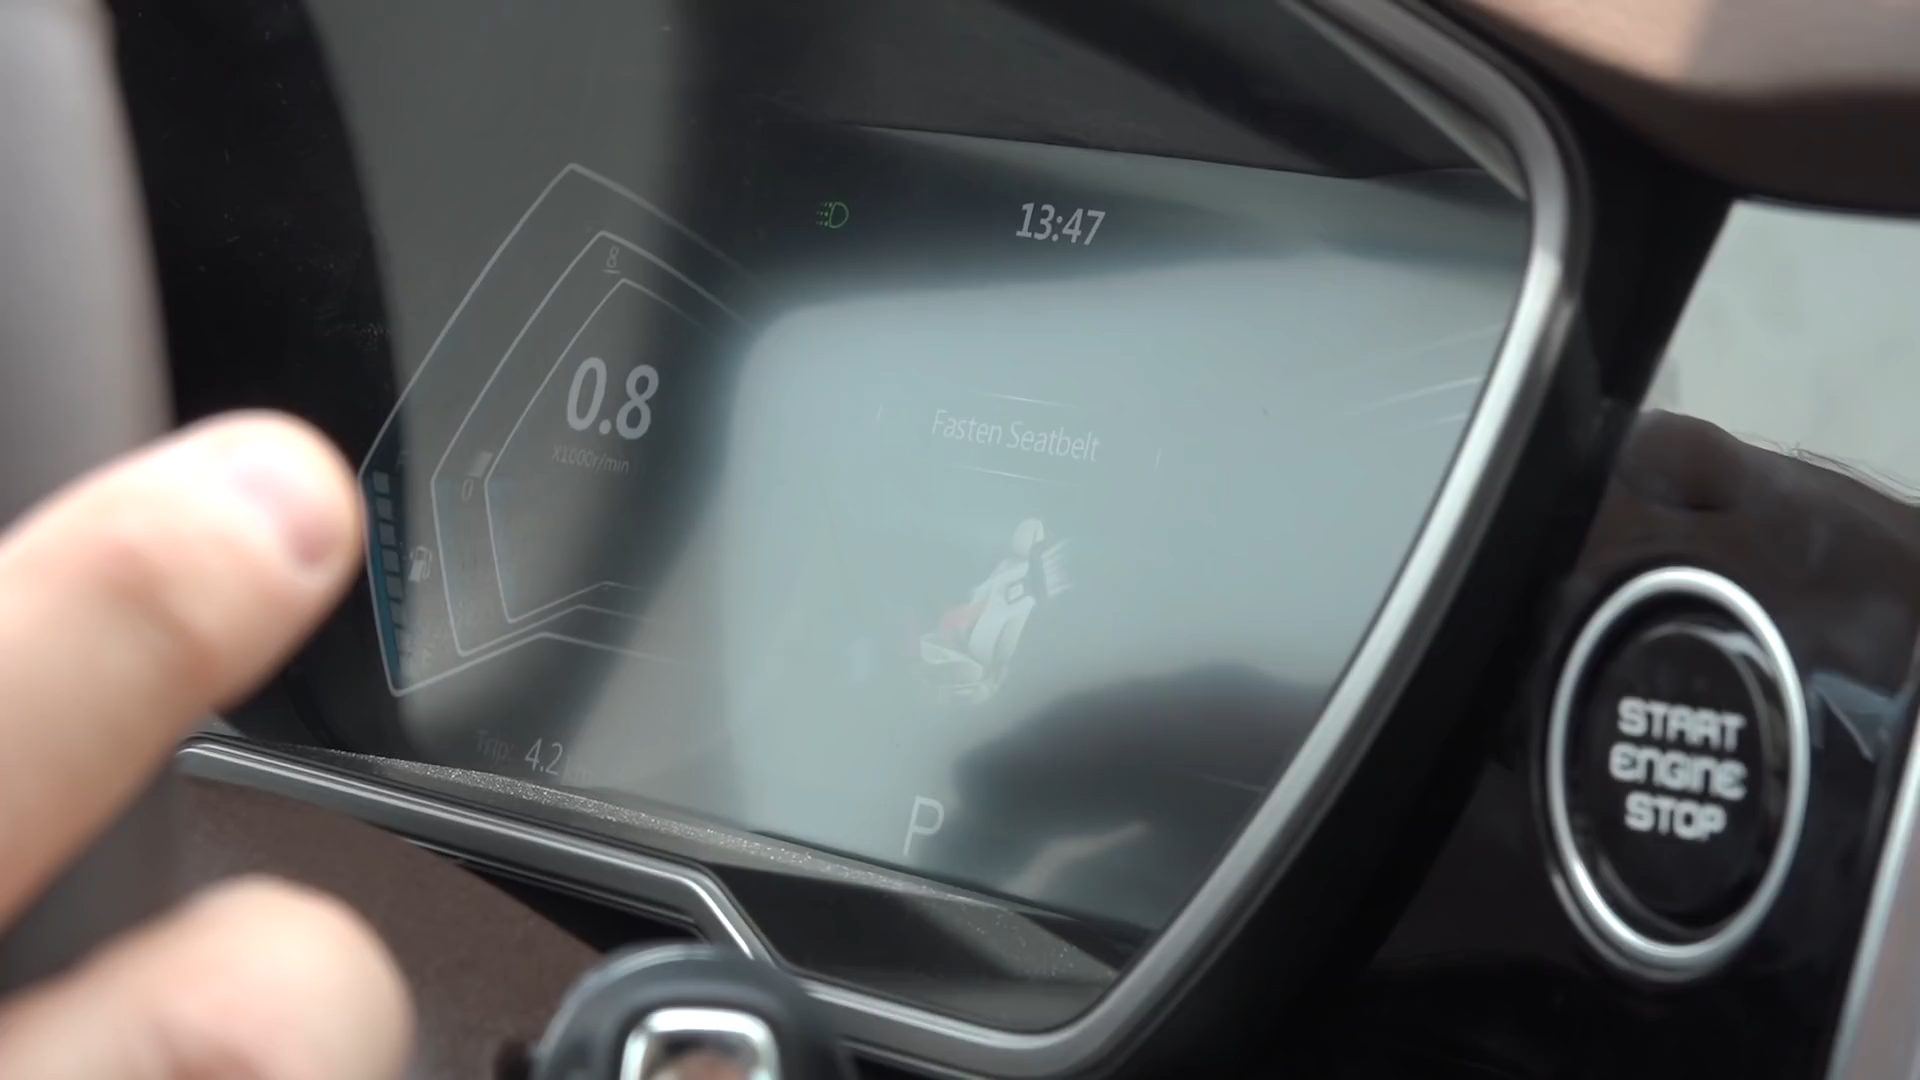 13:47
8
0.8
X1000r/min
0
Fasten Seatbelt
Trip: 4.2
P
START
ENGINE
STOP